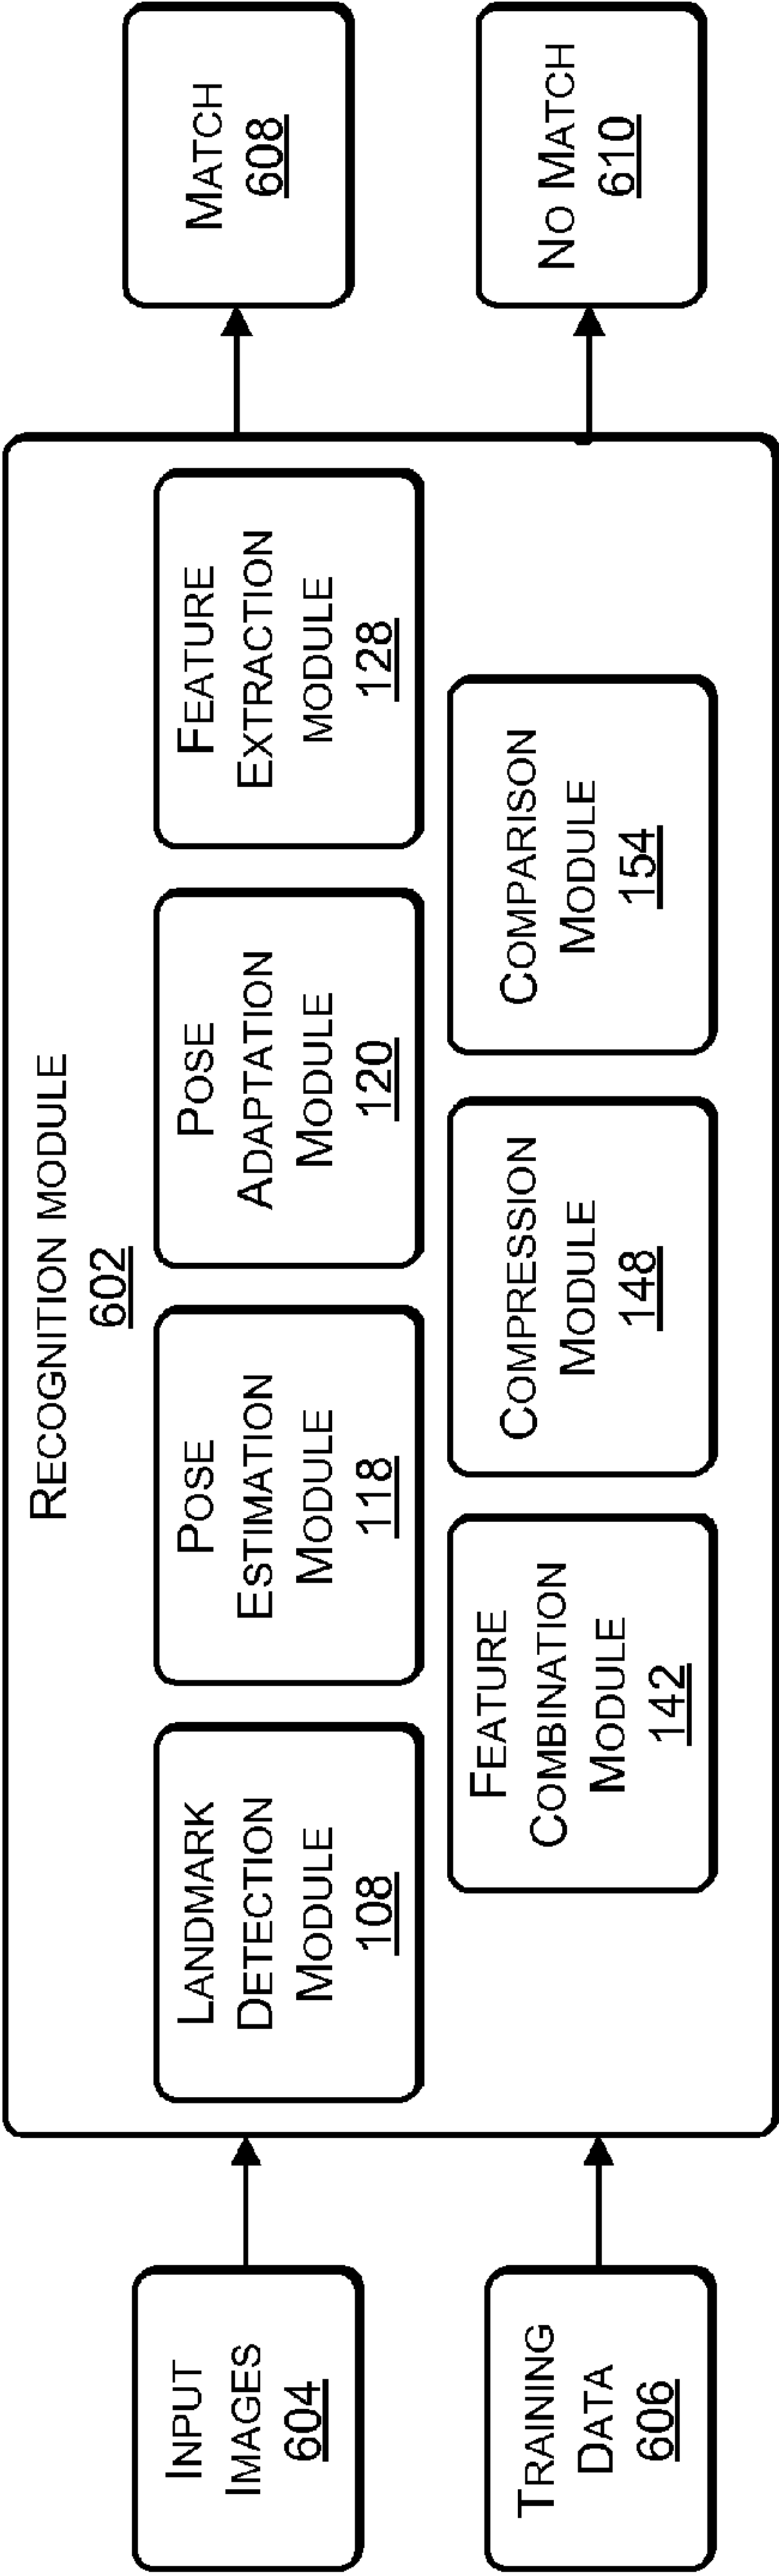 RECOGNITION MODULE
602
INPUT
IMAGES
604
TRAINING
DATA
606
LANDMARK
DETECTION
MODULE
108
POSE
ESTIMATION
MODULE
118
POSE
ADAPTATION
MODULE
120
FEATURE
EXTRACTION
MODULE
128
FEATURE
COMBINATION
MODULE
142
COMPRESSION
MODULE
148
COMPARISON
MODULE
154
MATCH
608
NO MATCH
610